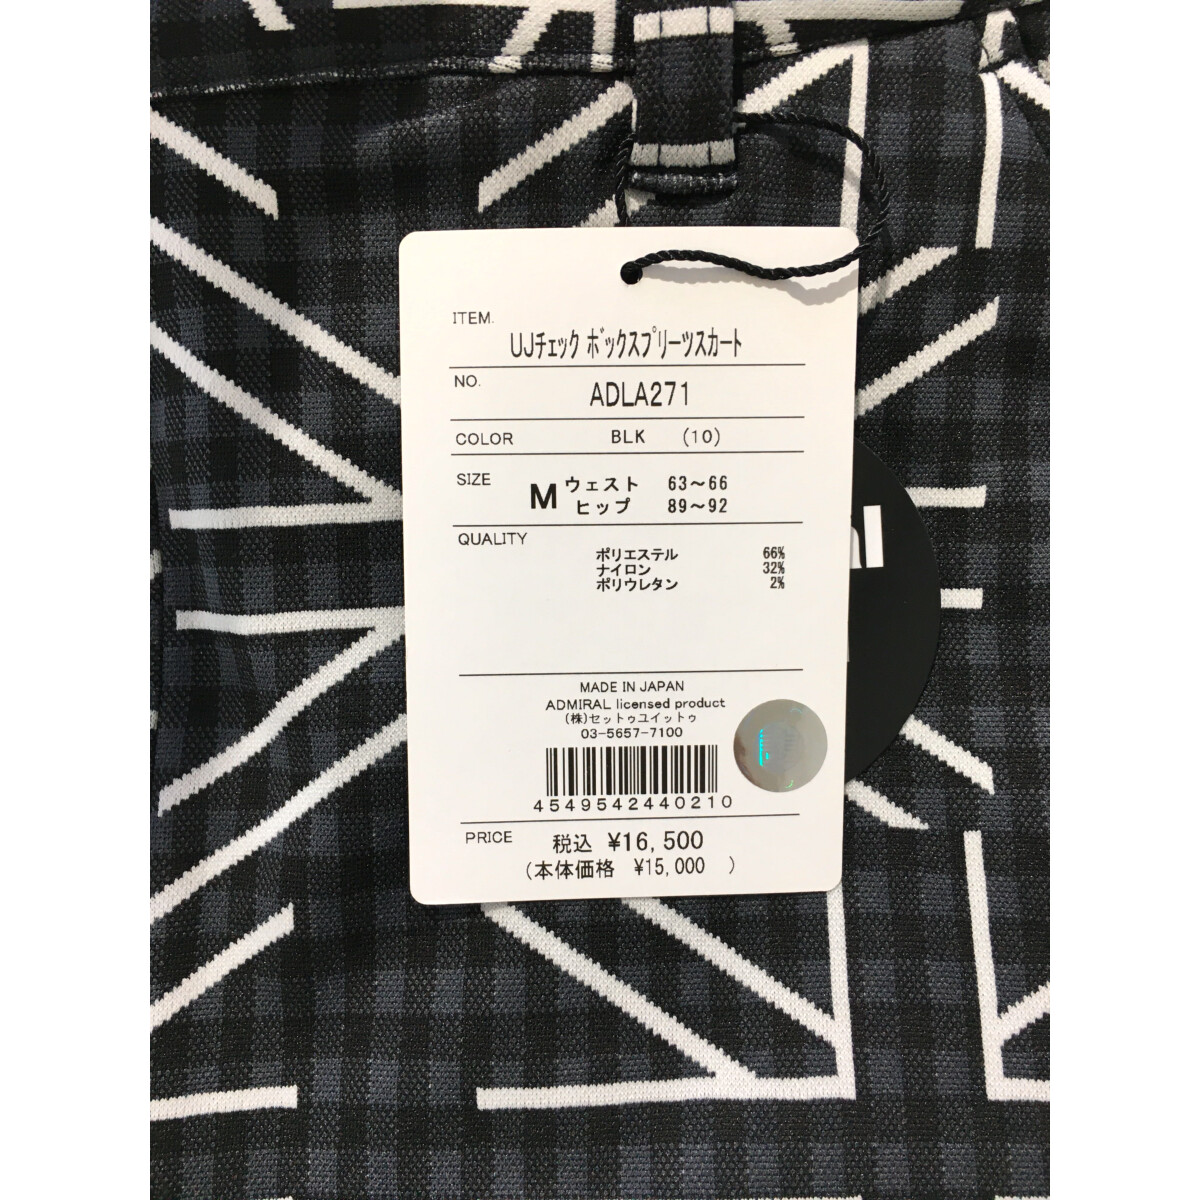 ITEM.
UJチェック ボックスプリーツスカート
NO.
ADLA271
COLOR BLK (10)
SIZE M ウェスト 63〜66
ヒップ 89〜92
QUALITY
ポリエステル 66%
ナイロン 32%
ポリウレタン 2%
MADE IN JAPAN
ADMIRAL licensed product
(株)セットゥユイットゥ
03-5657-7100
4549542440210
PRICE 税込 ¥16,500
(本体価格 ¥15,000 )